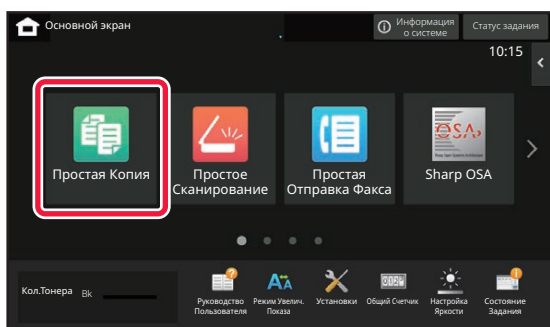 Основной экран
Информация
о системе
Статус задания
10:15
Простая Копия
Простое
Сканирование
Простая
Отправка Факса
OSA
Sharp OSA
Кол.Тонера
Bk
Руководство
Пользователя
Режим Увелич.
Показа
Установки
Общий Счетчик
Настройка
Яркости
Состояние
Задания